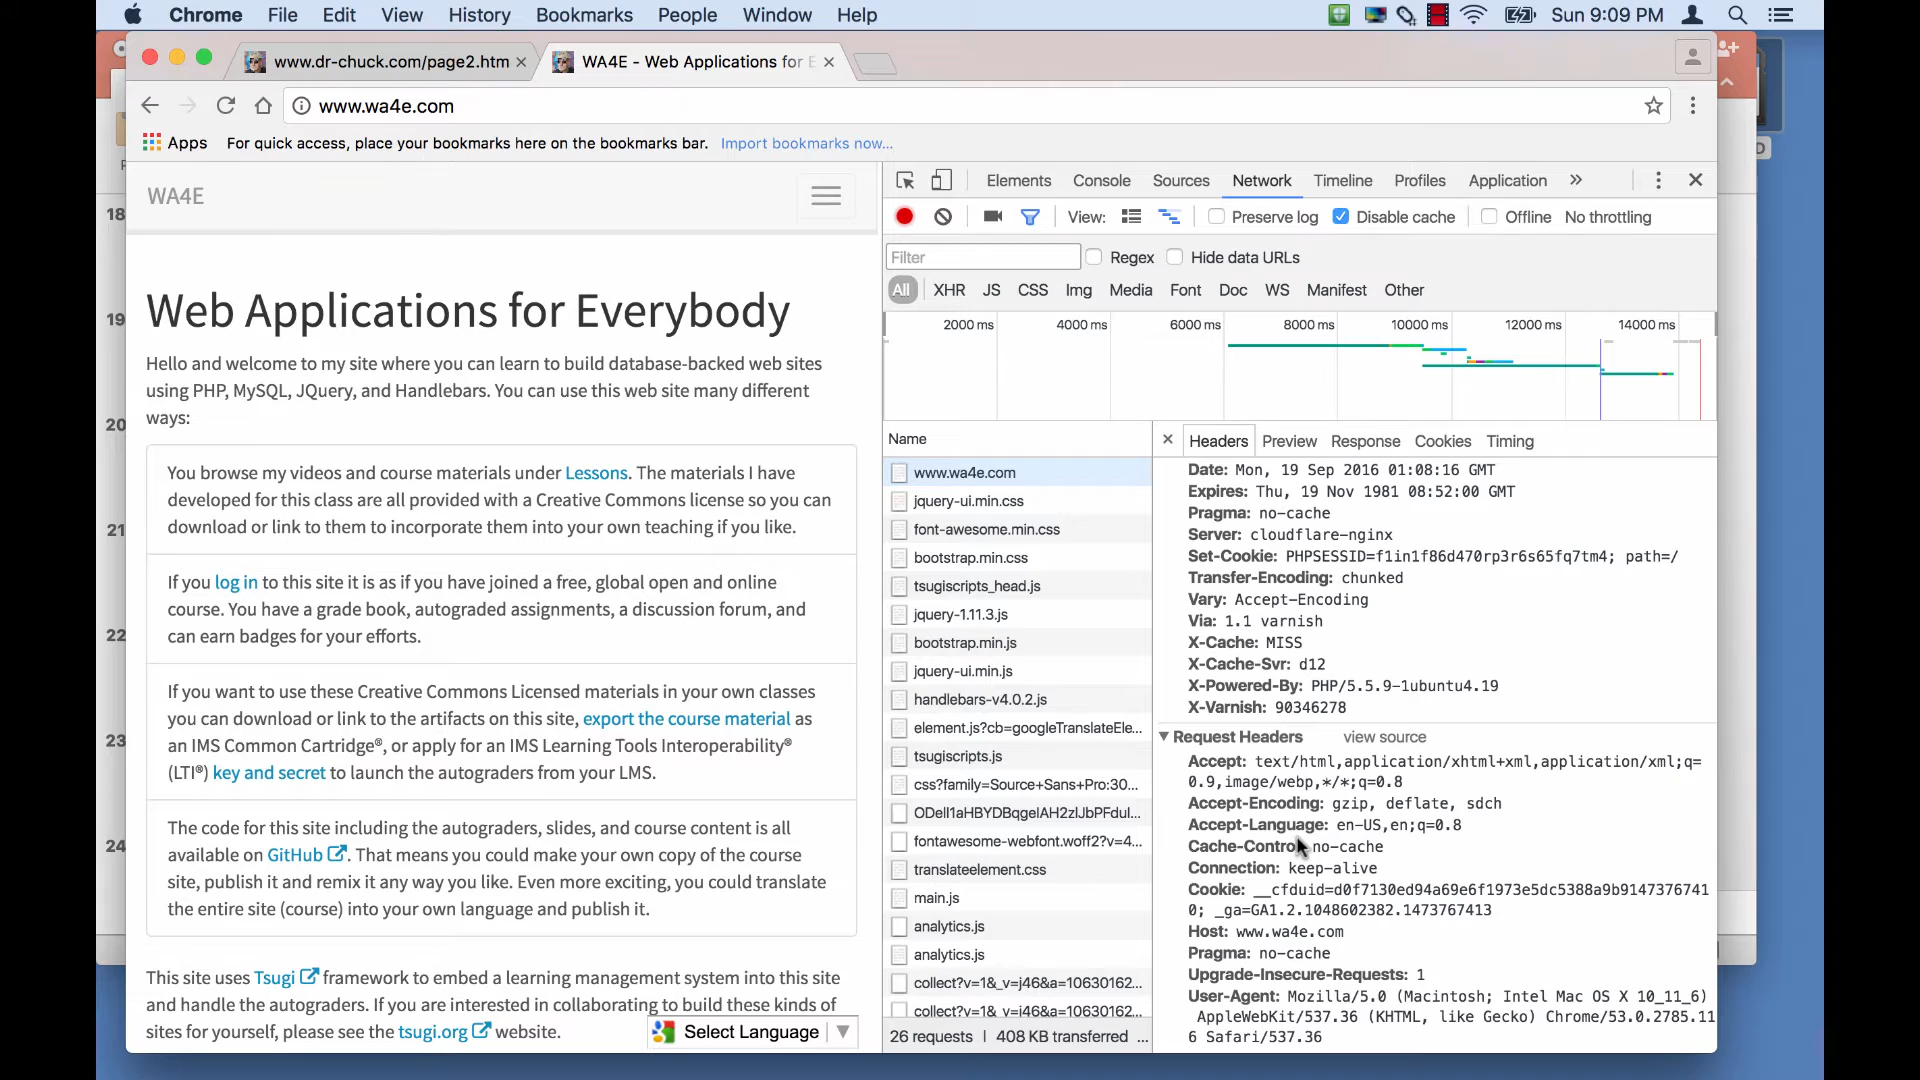 Chrome File Edit View History Bookmarks People Window Help Sun 9:09 PM
www.dr-chuck.com/page2.htm WA4E - Web Applications for E
www.wa4e.com
Apps For quick access, place your bookmarks here on the bookmarks bar. Import bookmarks now...
WA4E
Web Applications for Everybody
Hello and welcome to my site where you can learn to build database-backed web sites
using PHP, MySQL, JQuery, and Handlebars. You can use this web site many different
ways:
You browse my videos and course materials under Lessons. The materials I have
developed for this class are all provided with a Creative Commons license so you can
download or link to them to incorporate them into your own teaching if you like.
If you log in to this site it is as if you have joined a free, global open and online
course. You have a grade book, autograded assignments, a discussion forum, and
can earn badges for your efforts.
If you want to use these Creative Commons Licensed materials in your own classes
you can download or link to the artifacts on this site, export the course material as
an IMS Common Cartridge®, or apply for an IMS Learning Tools Interoperability®
(LTI®) key and secret to launch the autograders from your LMS.
The code for this site including the autograders, slides, and course content is all
available on GitHub. That means you could make your own copy of the course
site, publish it and remix it any way you like. Even more exciting, you could translate
the entire site (course) into your own language and publish it.
This site uses Tsugi framework to embed a learning management system into this site
and handle the autograders. If you are interested in collaborating to build these kinds of
sites for yourself, please see the tsugi.org website.
Select Language
18
19
20
21
22
23
24
Elements Console Sources Network Timeline Profiles Application »
View: Preserve log Disable cache Offline No throttling
Filter Regex Hide data URLs
All XHR JS CSS Img Media Font Doc WS Manifest Other
2000 ms 4000 ms 6000 ms 8000 ms 10000 ms 12000 ms 14000 ms
Name
www.wa4e.com
jquery-ui.min.css
font-awesome.min.css
bootstrap.min.css
tsugiscripts_head.js
jquery-1.11.3.js
bootstrap.min.js
jquery-ui.min.js
handlebars-v4.0.2.js
element.js?cb=googleTranslateEle...
tsugiscripts.js
css?family=Source+Sans+Pro:30...
ODell1aHBYDBqgeIAH2zlJbPFdul...
fontawesome-webfont.woff2?v=4...
translateelement.css
main.js
analytics.js
analytics.js
collect?v=1&_v=j46&a=10630162...
collect?v=1&_v=j46&a=10630162...
26 requests | 408 KB transferred ...
× Headers Preview Response Cookies Timing
Date: Mon, 19 Sep 2016 01:08:16 GMT
Expires: Thu, 19 Nov 1981 08:52:00 GMT
Pragma: no-cache
Server: cloudflare-nginx
Set-Cookie: PHPSESSID=f1in1f86d470rp3r6s65fq7tm4; path=/
Transfer-Encoding: chunked
Vary: Accept-Encoding
Via: 1.1 varnish
X-Cache: MISS
X-Cache-Svr: d12
X-Powered-By: PHP/5.5.9-1ubuntu4.19
X-Varnish: 90346278
Request Headers view source
Accept: text/html,application/xhtml+xml,application/xml;q=
0.9,image/webp,*/*;q=0.8
Accept-Encoding: gzip, deflate, sdch
Accept-Language: en-US,en;q=0.8
Cache-Control: no-cache
Connection: keep-alive
Cookie: __cfduid=d0f7130ed94a69e6f1973e5dc5388a9b9147376741
0; _ga=GA1.2.1048602382.1473767413
Host: www.wa4e.com
Pragma: no-cache
Upgrade-Insecure-Requests: 1
User-Agent: Mozilla/5.0 (Macintosh; Intel Mac OS X 10_11_6)
AppleWebKit/537.36 (KHTML, like Gecko) Chrome/53.0.2785.11
6 Safari/537.36